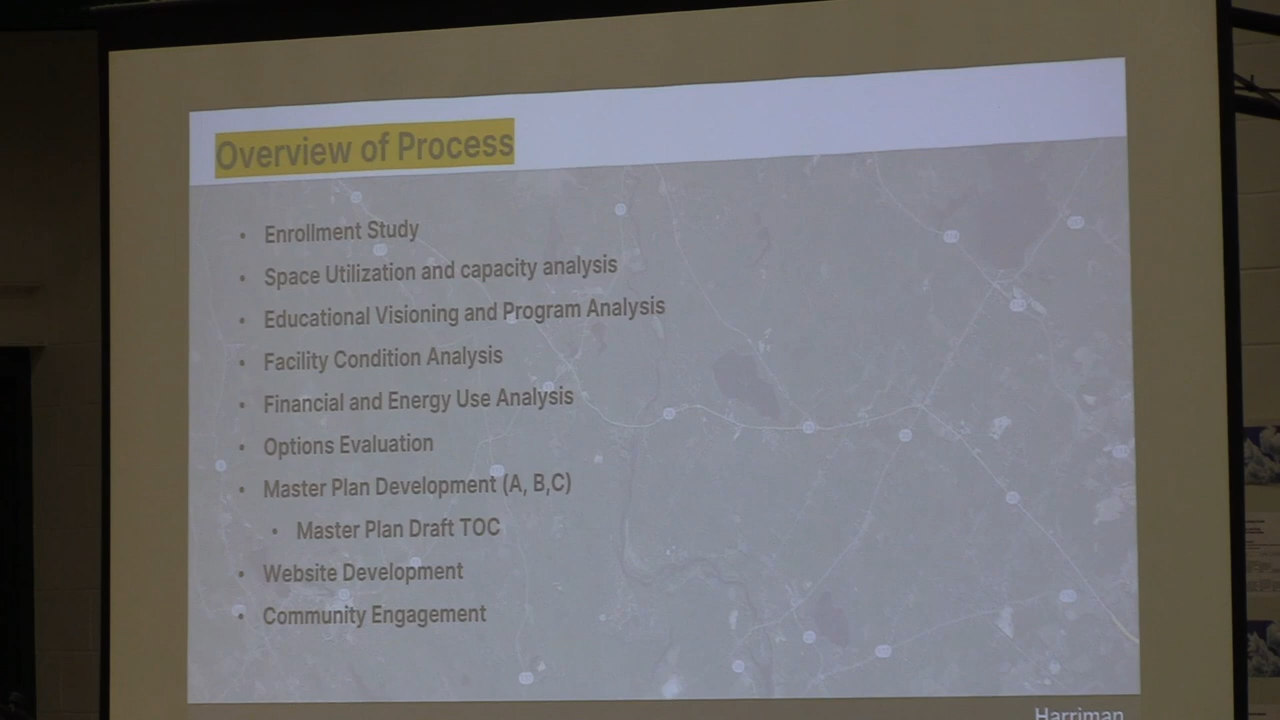 Overview of Process
• Enrollment Study
• Space Utilization and capacity analysis
• Educational Visioning and Program Analysis
• Facility Condition Analysis
• Financial and Energy Use Analysis
• Options Evaluation
• Master Plan Development (A, B,C)
• Master Plan Draft TOC
• Website Development
• Community Engagement
Harriman